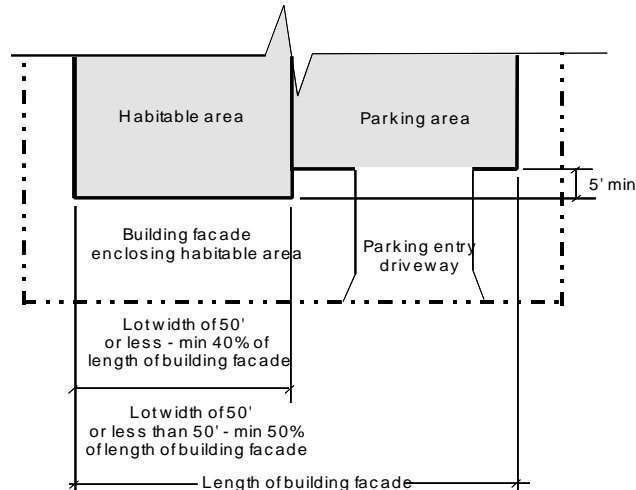 Habitable area
Parking area
5' min
Building facade
enclosing habitable area
Parking entry
driveway
Lot width of 50'
or less - min 40% of
length of building facade
Lot width of 50'
or less than 50' - min 50%
of length of building facade
Length of building facade